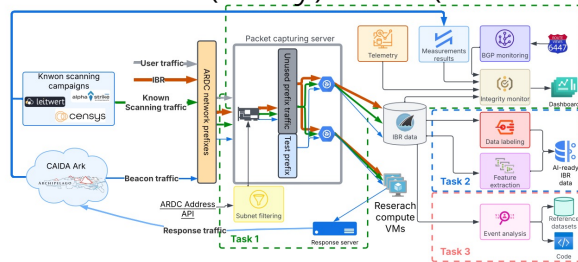 Packet capturing server
Knwon scanning
campaigns
leitwert
alpha strike
censys
User traffic
IBR
Known
Scanning traffic
ARDC network
prefixes
Unused prefix traffic
Test prefix
Telemetry
Measurements
results
BGP monitoring
6447
Integrity monitor
Dashboard
IBR data
Data labeling
Feature
extraction
AI-ready
IBR
data
Task 2
CAIDA Ark
ARCHIPELAGO
Beacon traffic
ARDC Address
API
Subnet filtering
Response traffic
Task 1
Response server
Reserach
compute
VMs
Event analysis
Reference
datasets
Code
Task 3